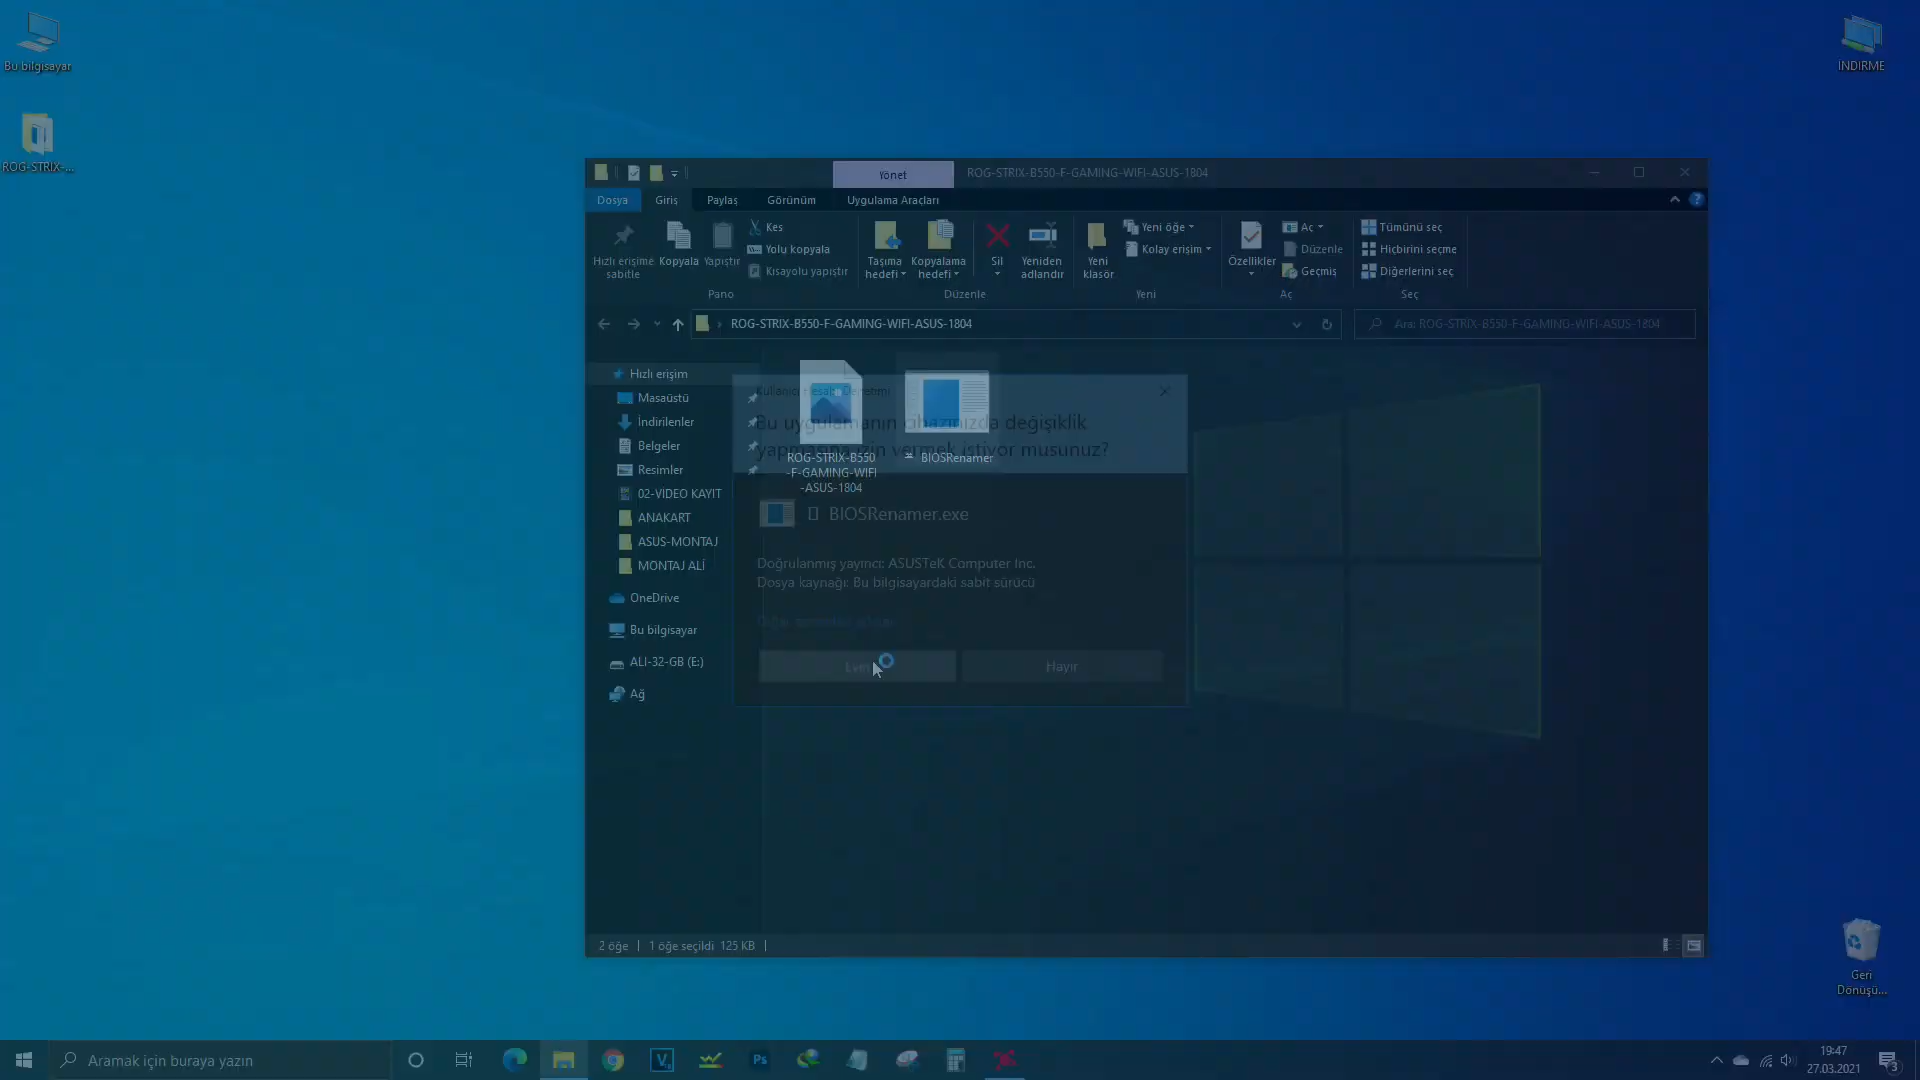 Bu bilgisayar
ROG-STRIX-...
İNDİRME
Yönet
ROG-STRIX-B550-F-GAMING-WIFI-ASUS-1804
Dosya
Giriş
Paylaş
Görünüm
Uygulama Araçları
Hızlı erişime sabitle
Kopyala
Yapıştır
Kes
Yolu kopyala
Kısayolu yapıştır
Pano
Taşıma hedefi
Kopyalama hedefi
Sil
Yeniden adlandır
Düzenle
Yeni klasör
Yeni öğe
Kolay erişim
Yeni
Özellikler
Aç
Düzenle
Geçmiş
Aç
Tümünü seç
Hiçbirini seçme
Diğerlerini seç
Seç
ROG-STRIX-B550-F-GAMING-WIFI-ASUS-1804
Ara: ROG-STRIX-B550-F-GAMING-WIFI-ASUS-1804
Hızlı erişim
Masaüstü
İndirilenler
Belgeler
Resimler
02-VİDEO KAYIT
ANAKART
ASUS-MONTAJ
MONTAJ ALİ
OneDrive
Bu bilgisayar
ALI-32-GB (E:)
Ağ
ROG-STRIX-B550
-F-GAMING-WIFI
-ASUS-1804
BIOSRenamer
Kullanıcı Hesabı Denetimi
Bu uygulamanın cihazınızda değişiklik
yapmasına izin vermek istiyor musunuz?
BIOSRenamer.exe
Doğrulanmış yayıncı: ASUSTeK Computer Inc.
Dosya kaynağı: Bu bilgisayardaki sabit sürücü
Hayır
2 öğe
1 öğe seçildi 125 KB
Geri
Dönüşü...
Aramak için buraya yazın
19:47
27.03.2021
3